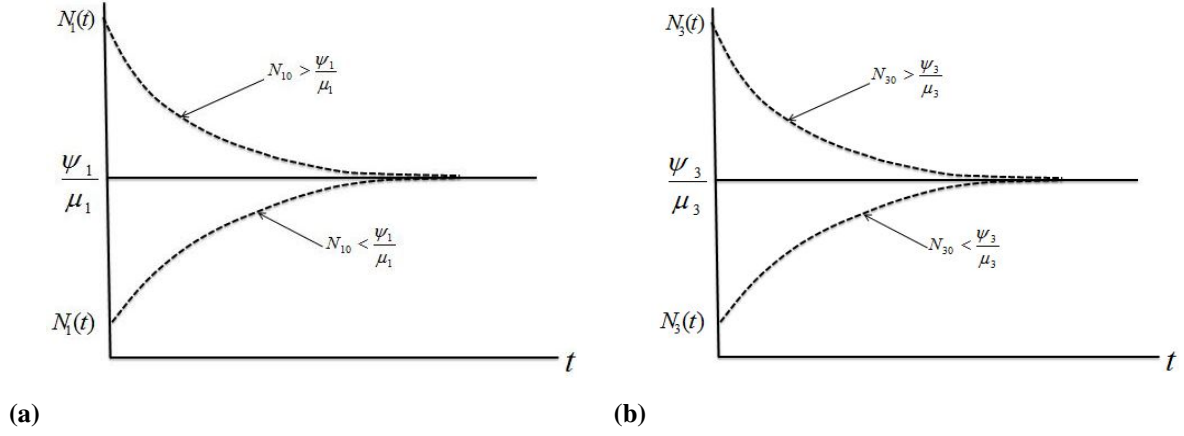 N₁(t)
N₁₀ > ψ₁/μ₁
ψ₁/μ₁
N₁₀ < ψ₁/μ₁
N₁(t)
t
(a)
N₃(t)
N₃₀ > ψ₃/μ₃
ψ₃/μ₃
N₃₀ < ψ₃/μ₃
N₃(t)
t
(b)